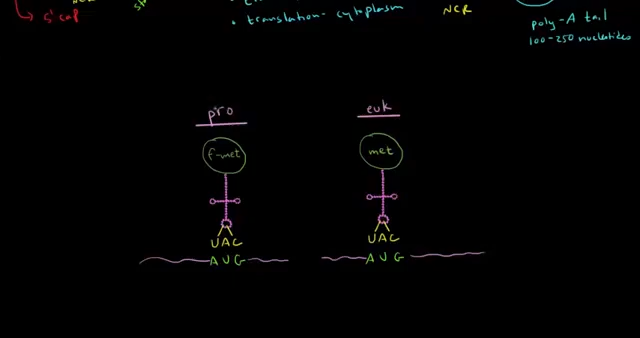 5' cap
• translation- cytoplasm
NCR
poly-A tail
100-250 nucleotides
pro
euk
f-met
met
UAC
UAC
AUG
AUG